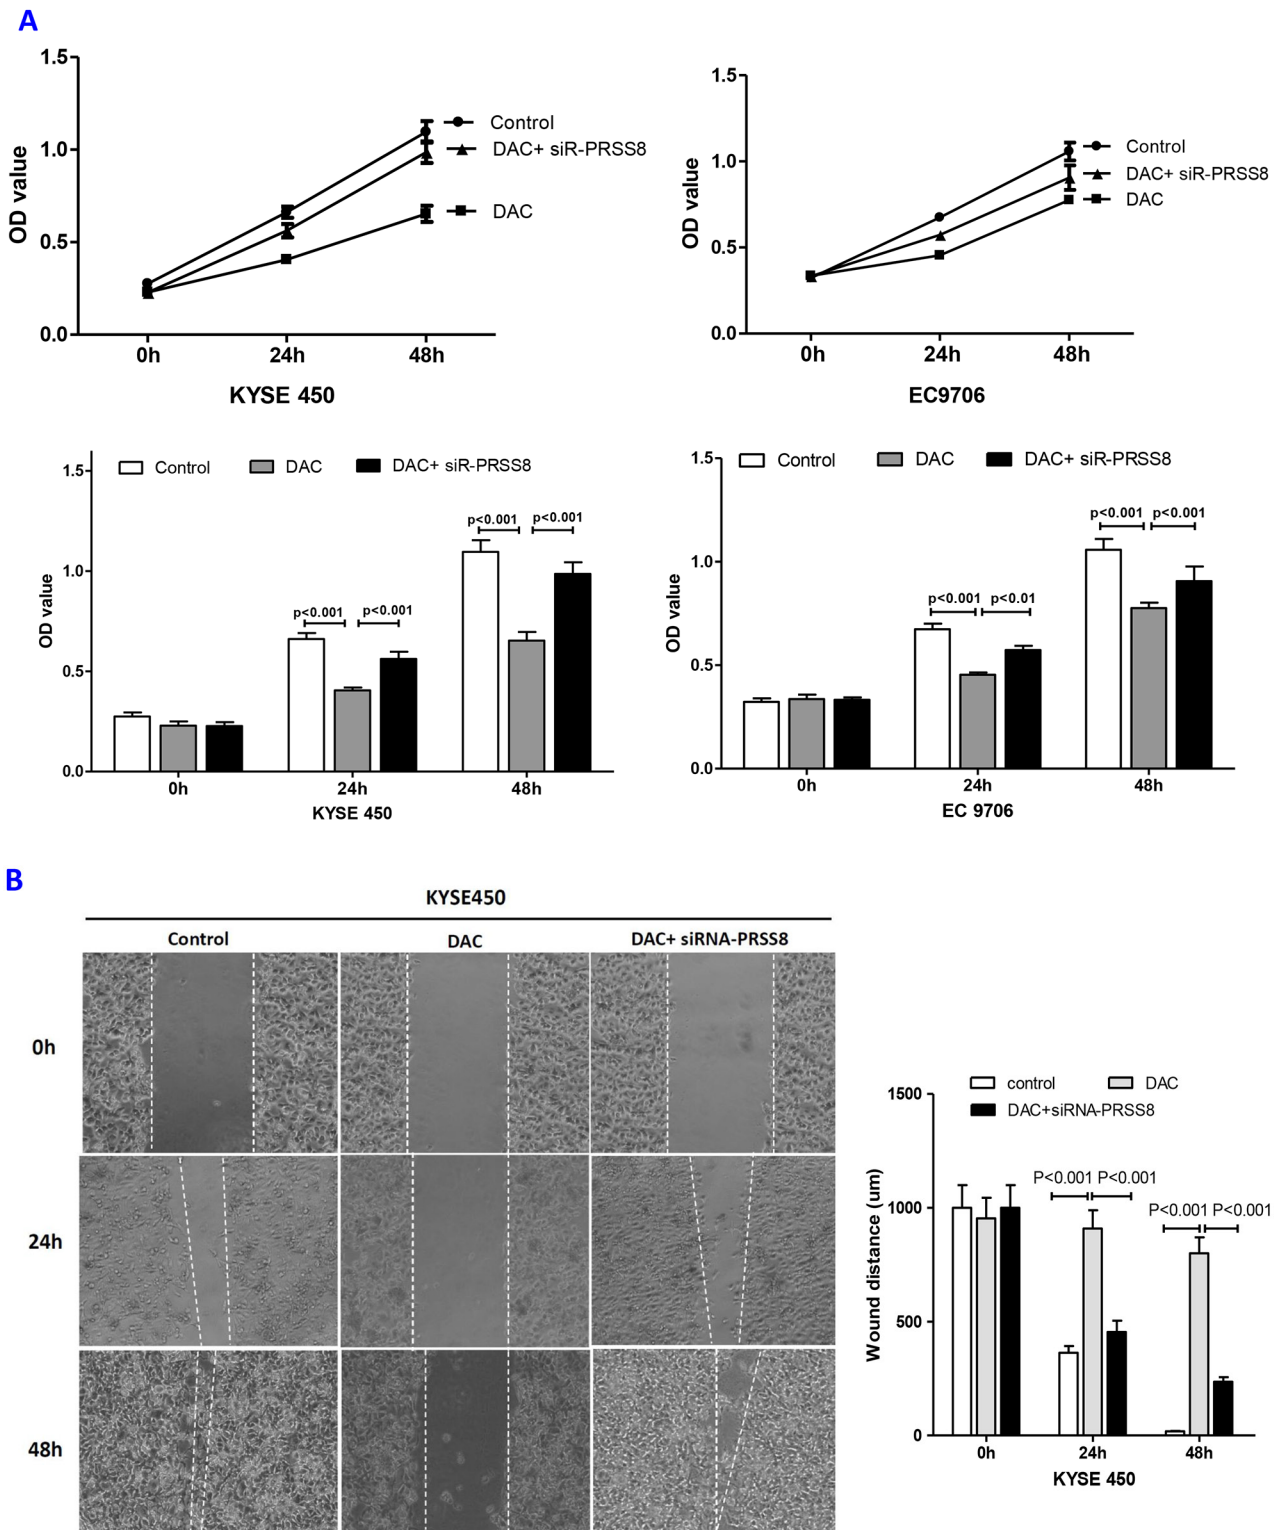 A
1.5
1.0
0.5
0.0
OD value
Control
DAC+ siR-PRSS8
DAC
0h 24h 48h
KYSE 450
1.5
1.0
0.5
0.0
OD value
Control
DAC+ siR-PRSS8
DAC
0h 24h 48h
EC9706
Control DAC DAC+ siR-PRSS8
1.5
1.0
0.5
0.0
OD value
p<0.001 p<0.001
p<0.001 p<0.001
0h 24h 48h
KYSE 450
Control DAC DAC+ siR-PRSS8
1.5
1.0
0.5
0.0
OD value
p<0.001 p<0.001
p<0.001 p<0.01
0h 24h 48h
EC 9706
B
KYSE450
Control DAC DAC+ siRNA-PRSS8
0h
24h
48h
control DAC
DAC+siRNA-PRSS8
1500
1000
500
0
Wound distance (um)
P<0.001 P<0.001
P<0.001 P<0.001
0h 24h 48h
KYSE 450